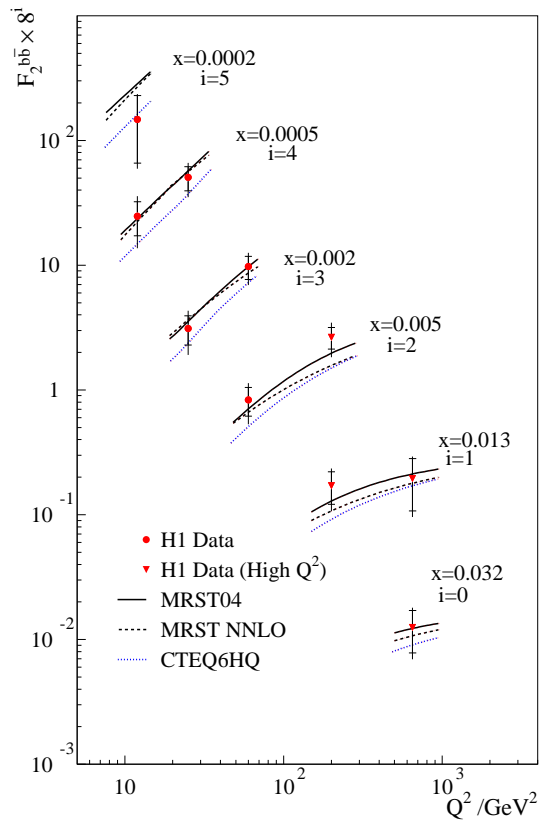 F₂^{bb̄} × 8ⁱ
x=0.0002
i=5
x=0.0005
i=4
x=0.002
i=3
x=0.005
i=2
x=0.013
i=1
x=0.032
i=0
10²
10
1
10⁻¹
10⁻²
10⁻³
H1 Data
H1 Data (High Q²)
MRST04
MRST NNLO
CTEQ6HQ
10 10² 10³
Q² /GeV²